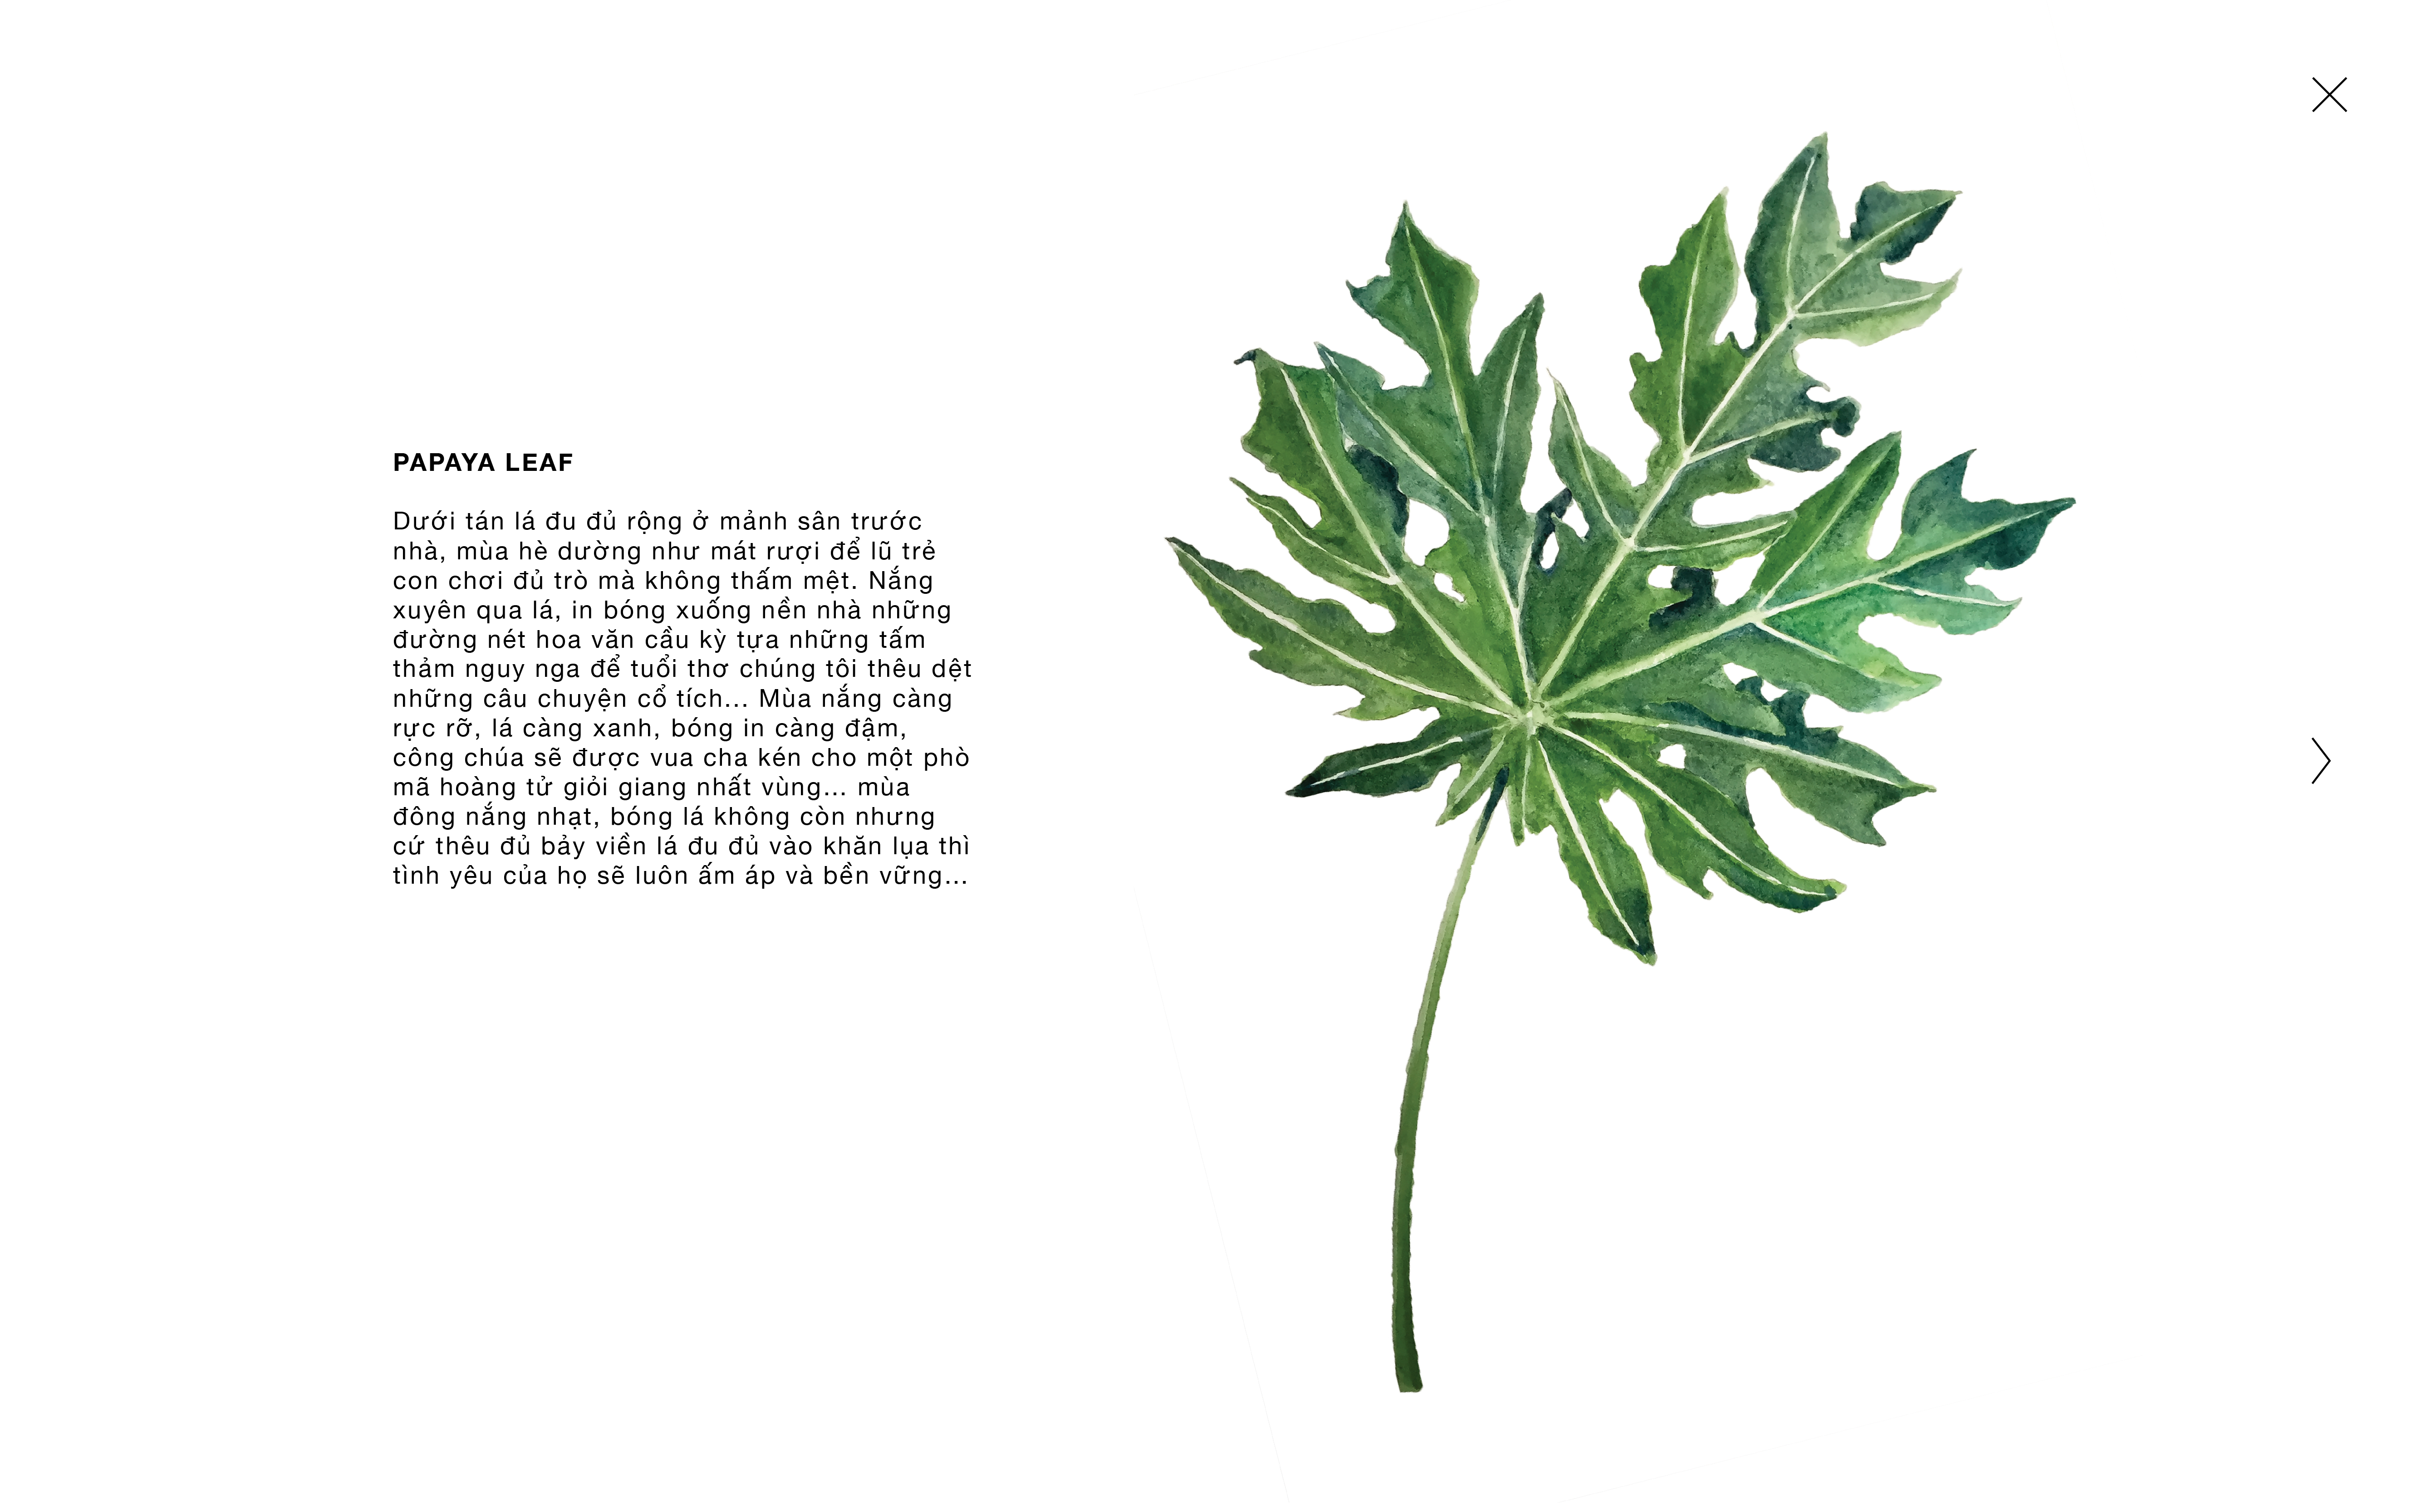 PAPAYA LEAF
Dưới tán lá đu đủ rộng ở mảnh sân trước
nhà, mùa hè dường như mát rượi để lũ trẻ
con chơi đủ trò mà không thấm mệt. Nắng
xuyên qua lá, in bóng xuống nền nhà những
đường nét hoa văn cầu kỳ tựa những tấm
thảm nguy nga để tuổi thơ chúng tôi thêu dệt
những câu chuyện cổ tích... Mùa nắng càng
rực rỡ, lá càng xanh, bóng in càng đậm,
công chúa sẽ được vua cha kén cho một phò
mã hoàng tử giỏi giang nhất vùng... mùa
đông nắng nhạt, bóng lá không còn nhưng
cứ thêu đủ bảy viền lá đu đủ vào khăn lụa thì
tình yêu của họ sẽ luôn ấm áp và bền vững...